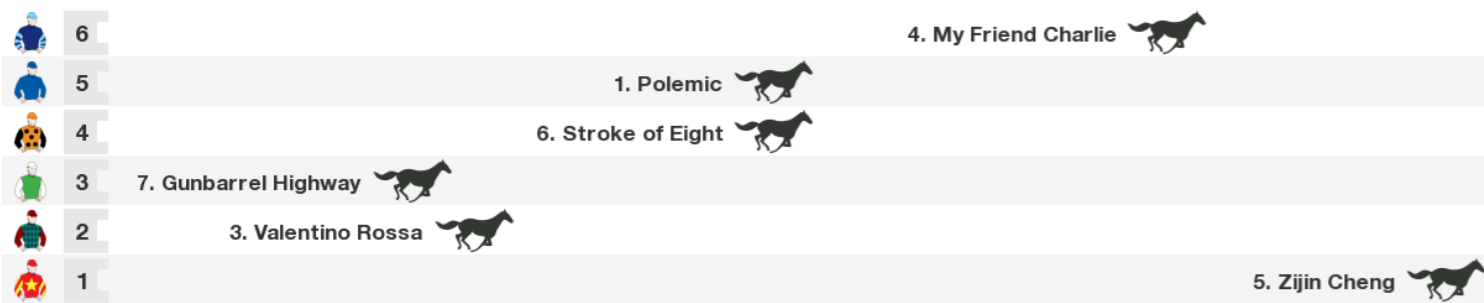 6 4. My Friend Charlie
5 1. Polemic
4 6. Stroke of Eight
3 7. Gunbarrel Highway
2 3. Valentino Rossa
1 5. Zijin Cheng